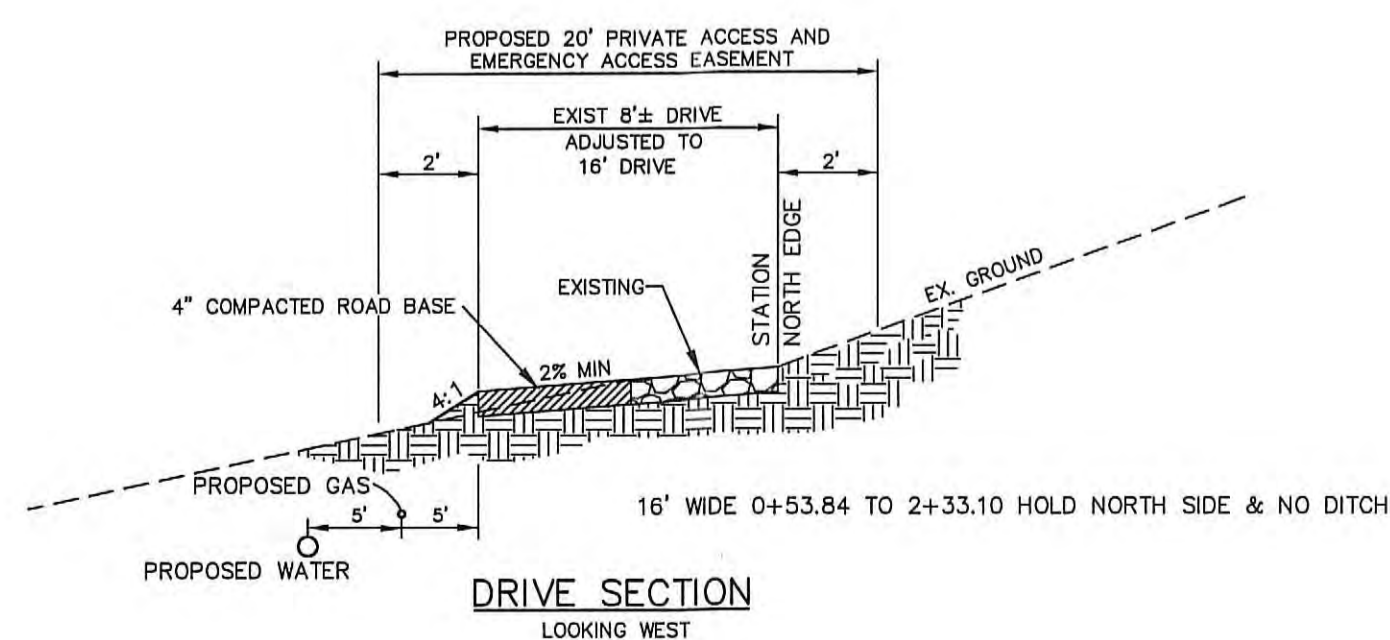 PROPOSED 20' PRIVATE ACCESS AND
EMERGENCY ACCESS EASEMENT
EXIST 8'± DRIVE
ADJUSTED TO
16' DRIVE
2'
2'
STATION
NORTH EDGE
EX. GROUND
4" COMPACTED ROAD BASE
EXISTING
2% MIN
4:1
PROPOSED GAS
5'
5'
PROPOSED WATER
16' WIDE 0+53.84 TO 2+33.10 HOLD NORTH SIDE & NO DITCH
DRIVE SECTION
LOOKING WEST